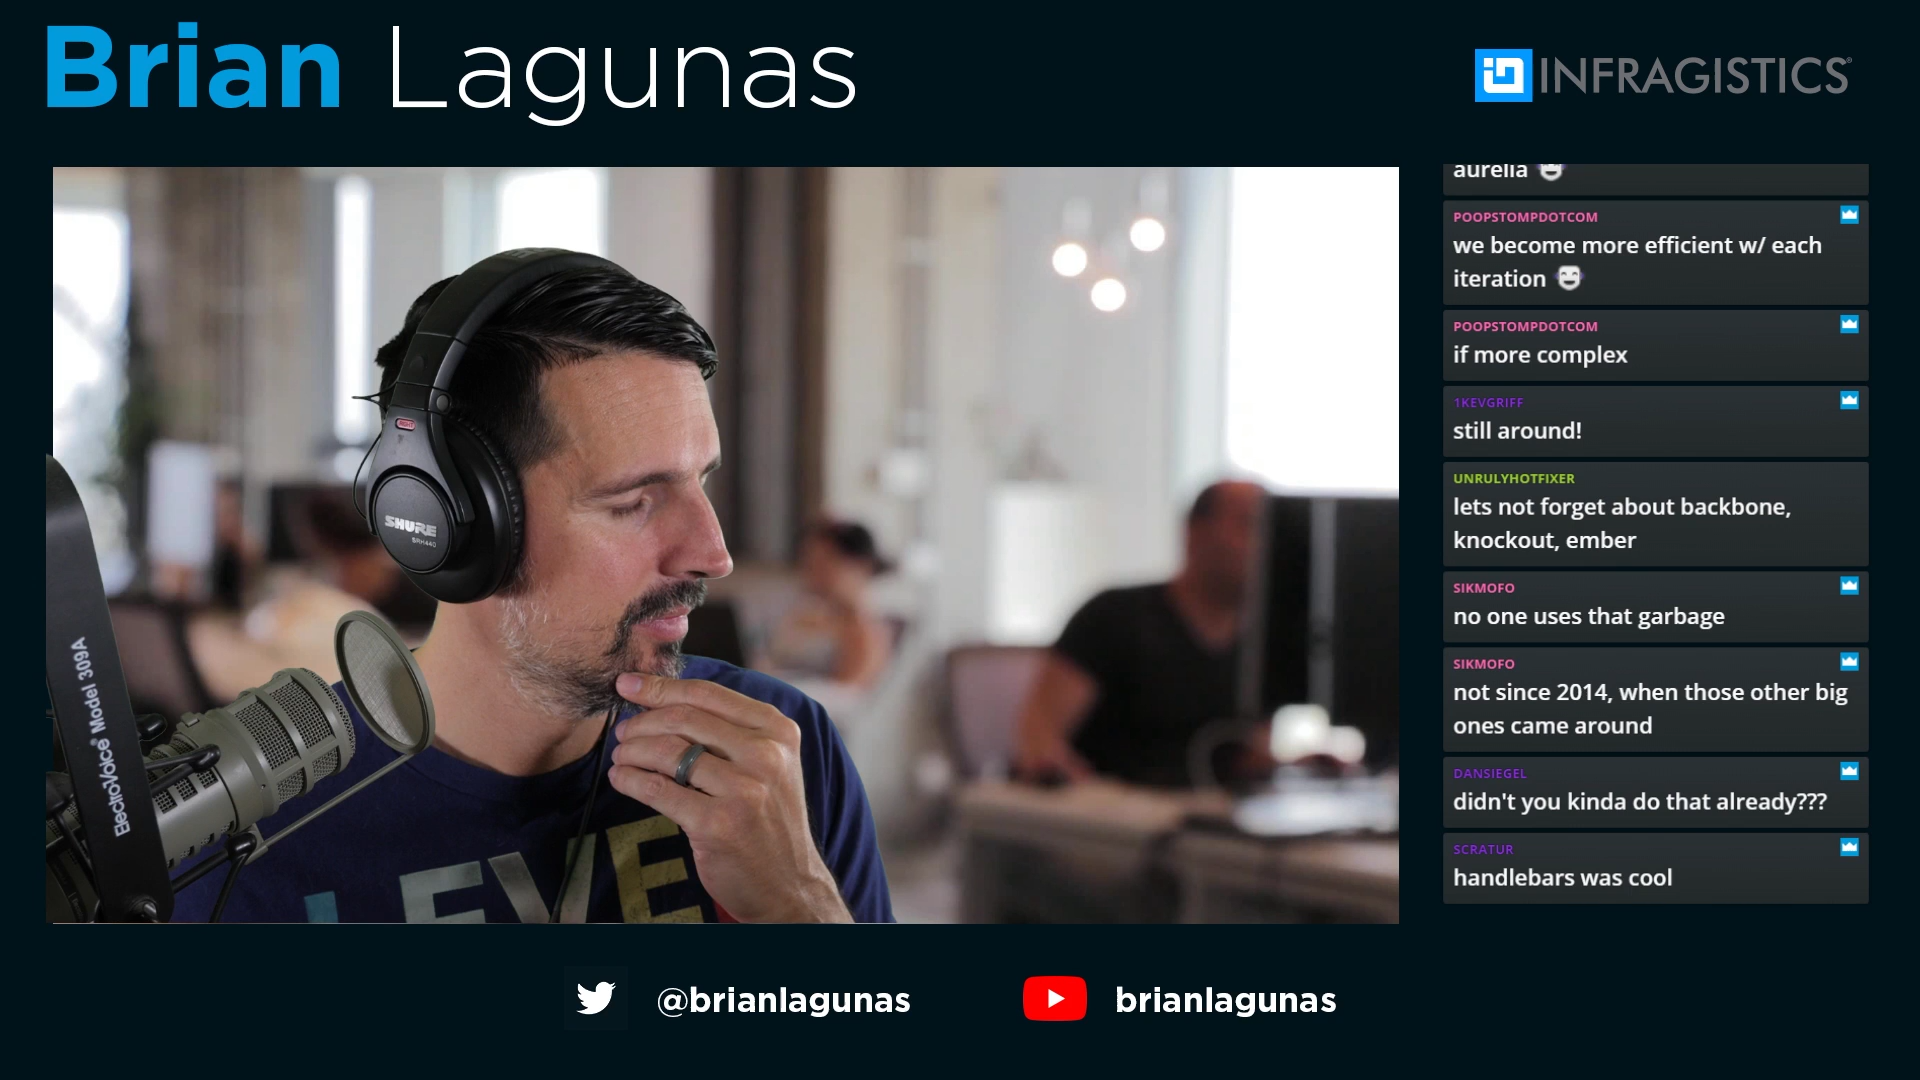 Brian Lagunas
INFRAGISTICS
aurelia
POOPSTOMPDOTCOM
we become more efficient w/ each
iteration
POOPSTOMPDOTCOM
if more complex
1KEVGRIFF
still around!
UNRULYHOTFIXER
lets not forget about backbone,
knockout, ember
SIKMOFO
no one uses that garbage
SIKMOFO
not since 2014, when those other big
ones came around
DANSIEGEL
didn't you kinda do that already???
SCRATUR
handlebars was cool
RIGHT
SHURE
SRH440
ElectroVoice® Model 309A
LEVE
@brianlagunas
brianlagunas